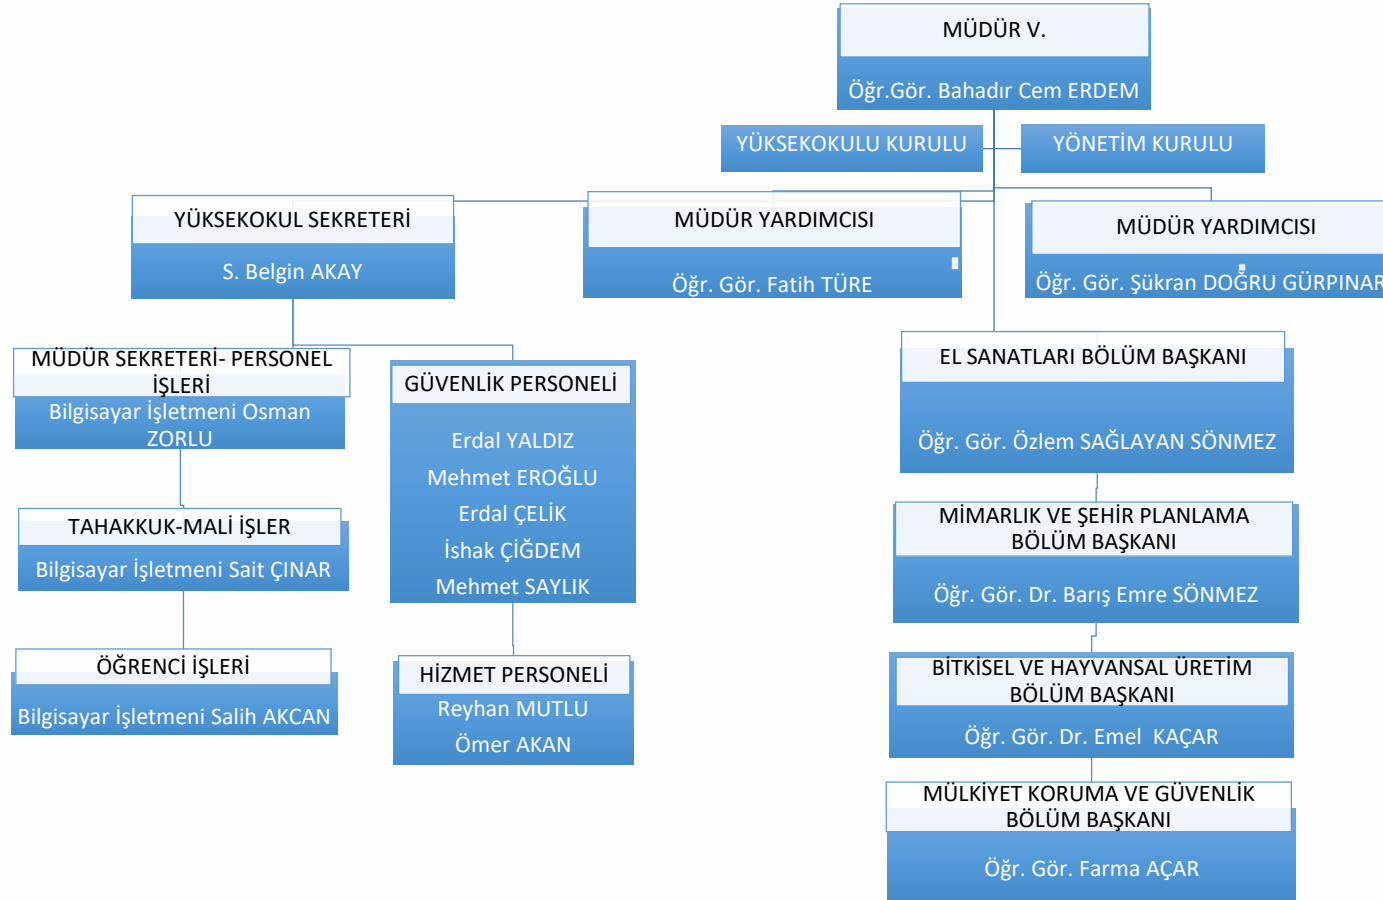 MÜDÜR V.
Öğr.Gör. Bahadır Cem ERDEM
YÜKSEKOKULU KURULU
YÖNETİM KURULU
YÜKSEKOKUL SEKRETERİ
S. Belgin AKAY
MÜDÜR YARDIMCISI
Öğr. Gör. Fatih TÜRE
MÜDÜR YARDIMCISI
Öğr. Gör. Şükran DOĞRU GÜRPINAR
MÜDÜR SEKRETERİ- PERSONEL
İŞLERİ
Bilgisayar İşletmeni Osman
ZORLU
TAHAKKUK-MALİ İŞLER
Bilgisayar İşletmeni Sait ÇINAR
ÖĞRENCİ İŞLERİ
Bilgisayar İşletmeni Salih AKCAN
GÜVENLİK PERSONELİ
Erdal YALDIZ
Mehmet EROĞLU
Erdal ÇELİK
İshak ÇİĞDEM
Mehmet SAYLIK
HİZMET PERSONELİ
Reyhan MUTLU
Ömer AKAN
EL SANATLARI BÖLÜM BAŞKANI
Öğr. Gör. Özlem SAĞLAYAN SÖNMEZ
MİMARLIK VE ŞEHİR PLANLAMA
BÖLÜM BAŞKANI
Öğr. Gör. Dr. Barış Emre SÖNMEZ
BİTKİSEL VE HAYVANSAL ÜRETİM
BÖLÜM BAŞKANI
Öğr. Gör. Dr. Emel  KAÇAR
MÜLKİYET KORUMA VE GÜVENLİK
BÖLÜM BAŞKANI
Öğr. Gör. Farma AÇAR